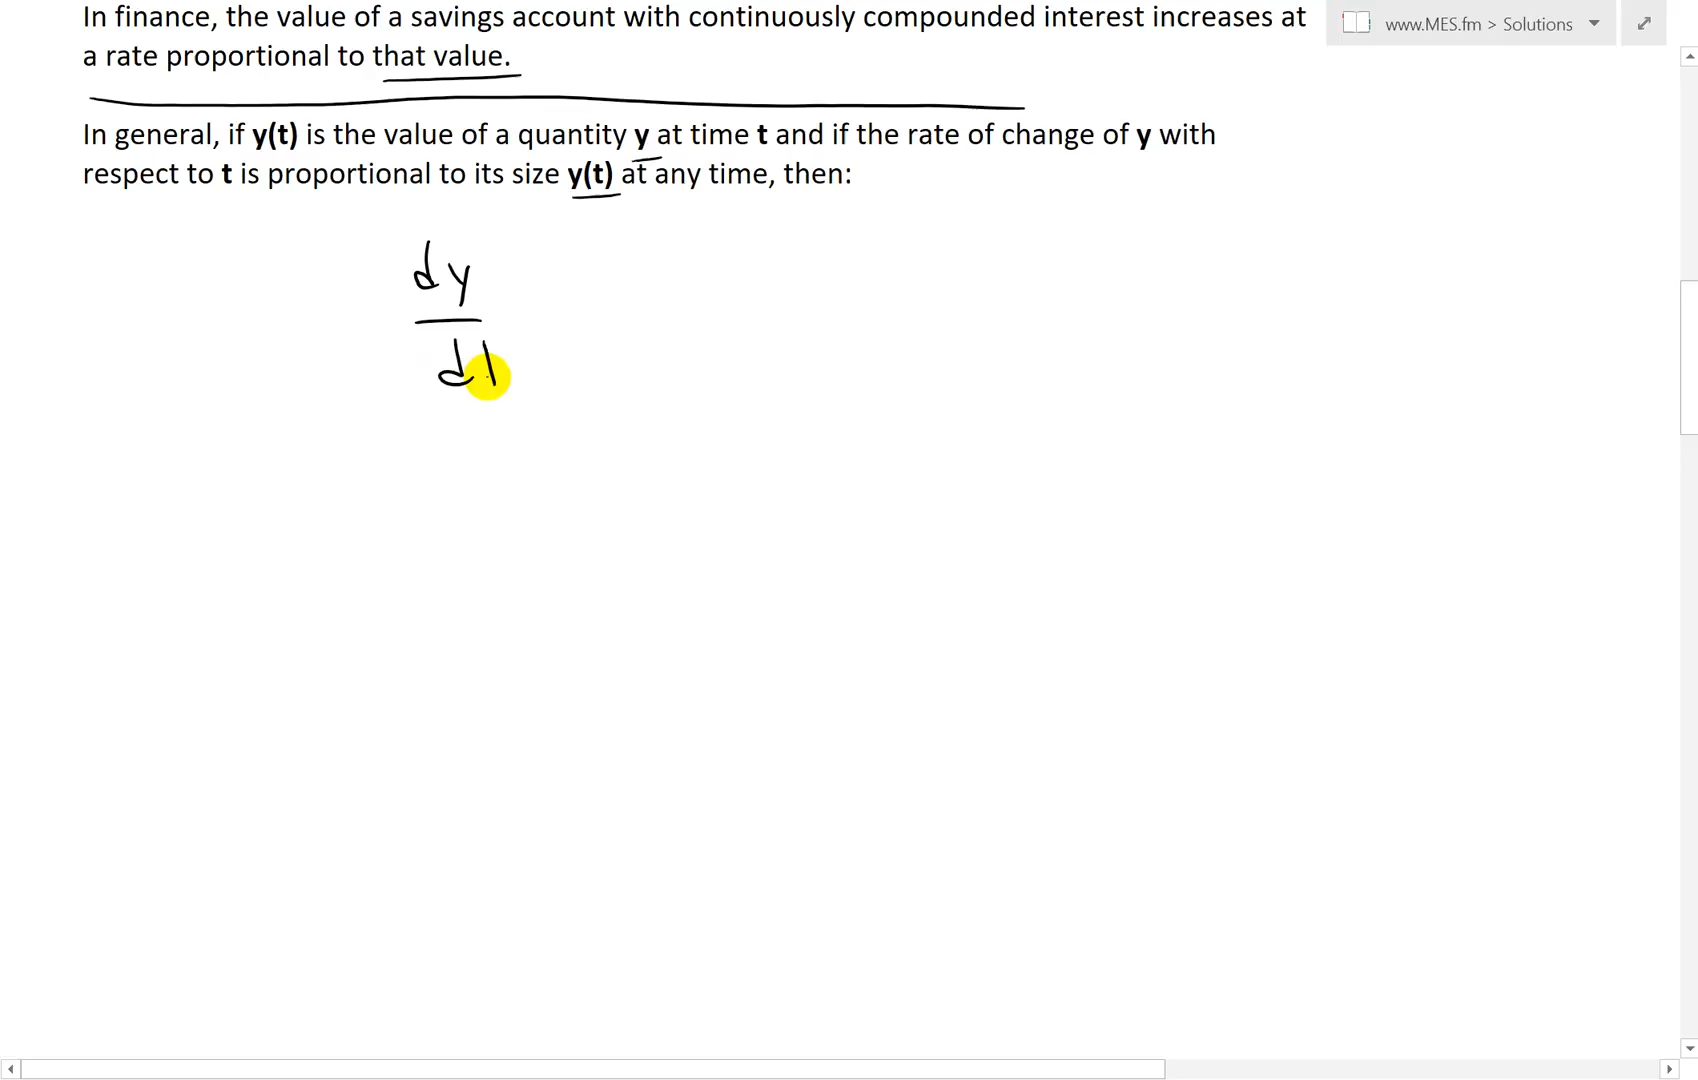 In finance, the value of a savings account with continuously compounded interest increases at
a rate proportional to that value.
www.MES.fm > Solutions
In general, if y(t) is the value of a quantity y at time t and if the rate of change of y with
respect to t is proportional to its size y(t) at any time, then:
dy
d